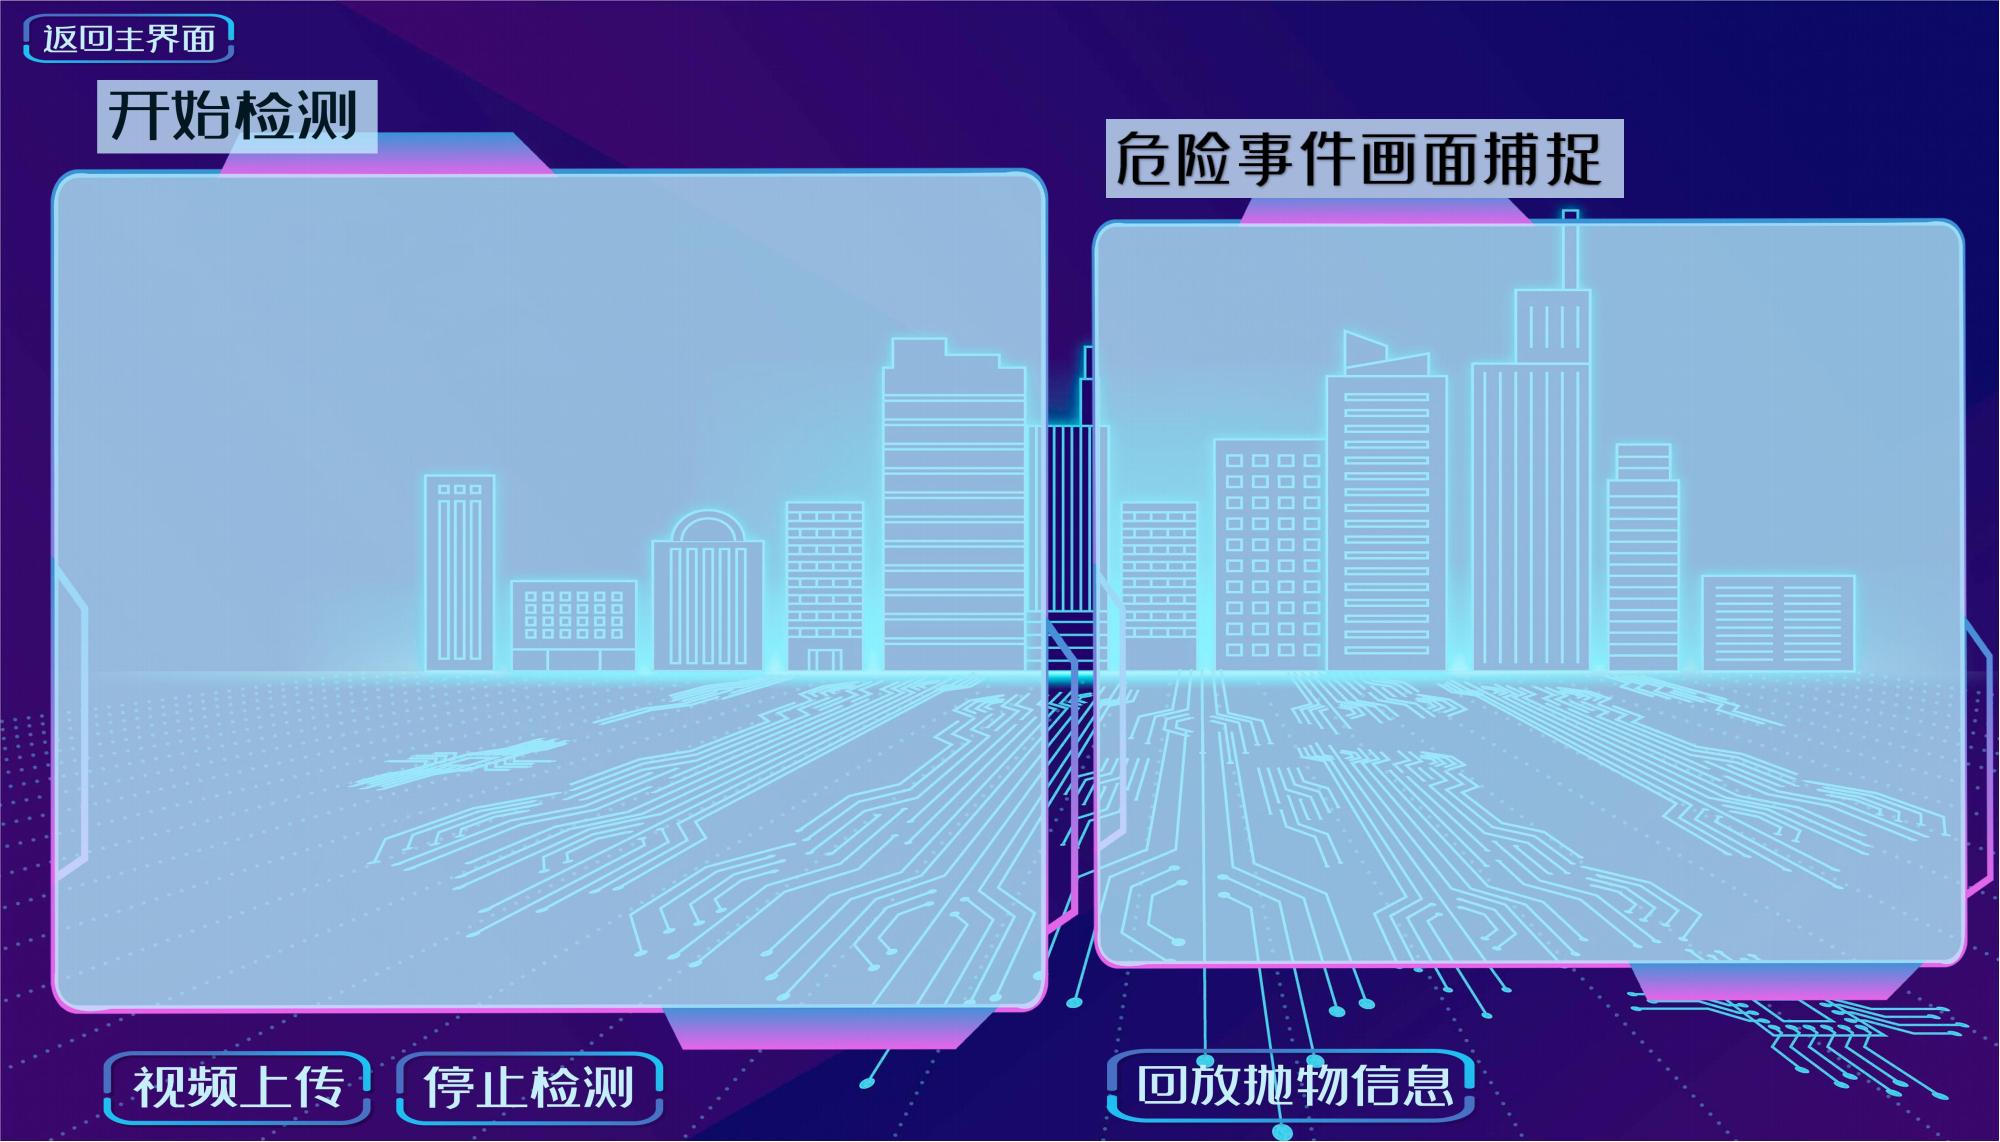 返回主界面
开始检测
危险事件画面捕捉
视频上传
停止检测
回放抛物信息